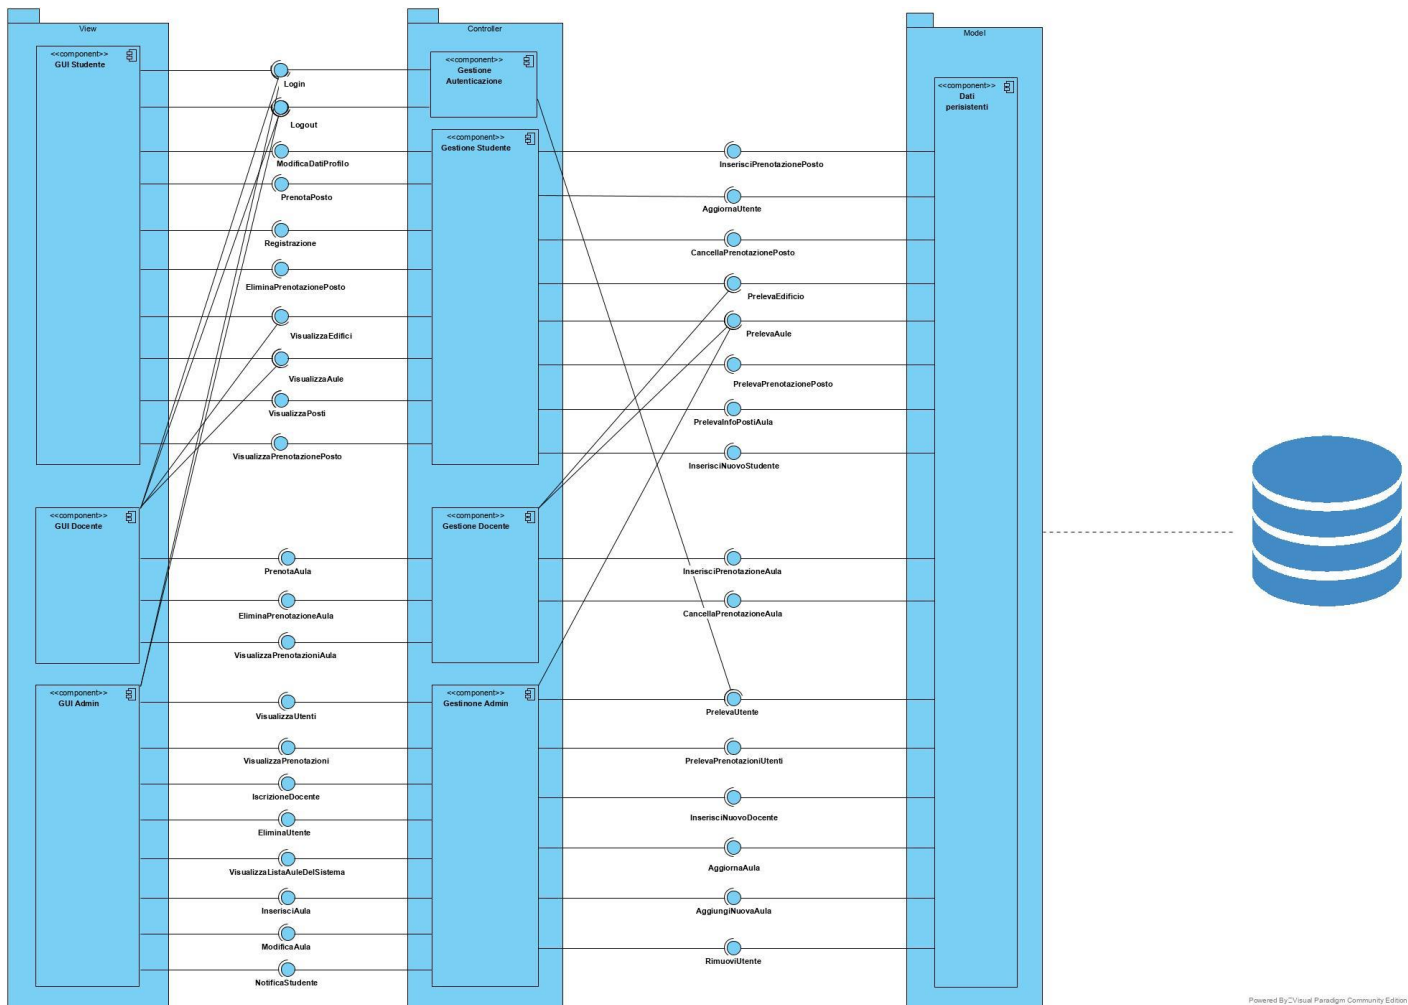 View
<<component>>
GUI Studente
Login
Logout
ModificaDatiProfilo
PrenotaPosto
Registrazione
EliminaPrenotazionePosto
VisualizzaEdifici
VisualizzaAule
VisualizzaPosti
VisualizzaPrenotazionePosto
<<component>>
GUI Docente
PrenotaAula
EliminaPrenotazioneAula
VisualizzaPrenotazioniAula
<<component>>
GUI Admin
VisualizzaUtenti
VisualizzaPrenotazioni
IscrizioneDocente
EliminaUtente
VisualizzaListaAuleDelSistema
InserisciAula
ModificaAula
NotificaStudente
Controller
<<component>>
Gestione
Autenticazione
<<component>>
Gestione Studente
<<component>>
Gestione Docente
<<component>>
Gestinone Admin
InserisciPrenotazionePosto
AggiornaUtente
CancellaPrenotazionePosto
PrelevaEdificio
PrelevaAule
PrelevaPrenotazionePosto
PrelevaInfoPostiAula
InserisciNuovoStudente
InserisciPrenotazioneAula
CancellaPrenotazioneAula
PrelevaUtente
PrelevaPrenotazioniUtenti
InserisciNuovoDocente
AggiornaAula
AggiungiNuovaAula
RimuoviUtente
Model
<<component>>
Dati
perisistenti
Powered By Visual Paradigm Community Edition